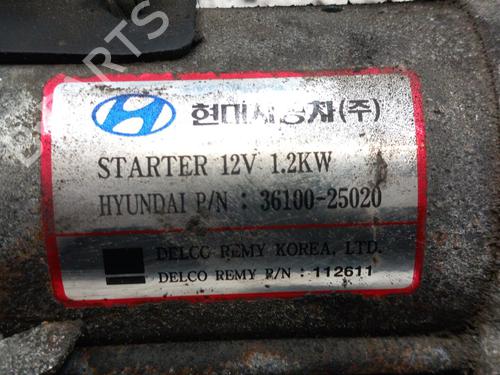 현대자동차(주)
STARTER 12V 1.2KW
HYUNDAI P/N : 36100-25020
DELCO REMY KOREA, LTD.
DELCO REMY P/N : 112611